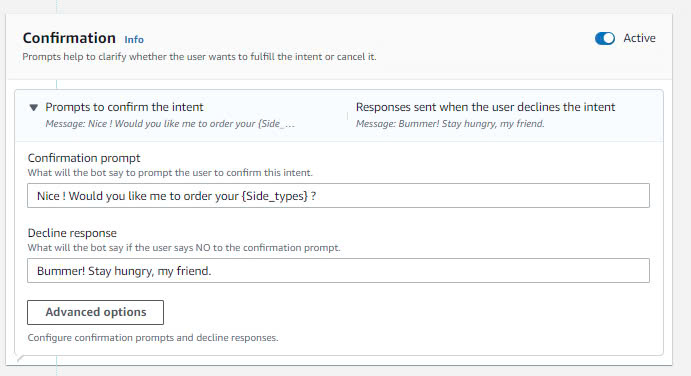 Confirmation Info
Active
Prompts help to clarify whether the user wants to fulfill the intent or cancel it.
Prompts to confirm the intent
Message: Nice ! Would you like me to order your {Side_...
Responses sent when the user declines the intent
Message: Bummer! Stay hungry, my friend.
Confirmation prompt
What will the bot say to prompt the user to confirm this intent.
Nice ! Would you like me to order your {Side_types} ?
Decline response
What will the bot say if the user says NO to the confirmation prompt.
Bummer! Stay hungry, my friend.
Advanced options
Configure confirmation prompts and decline responses.